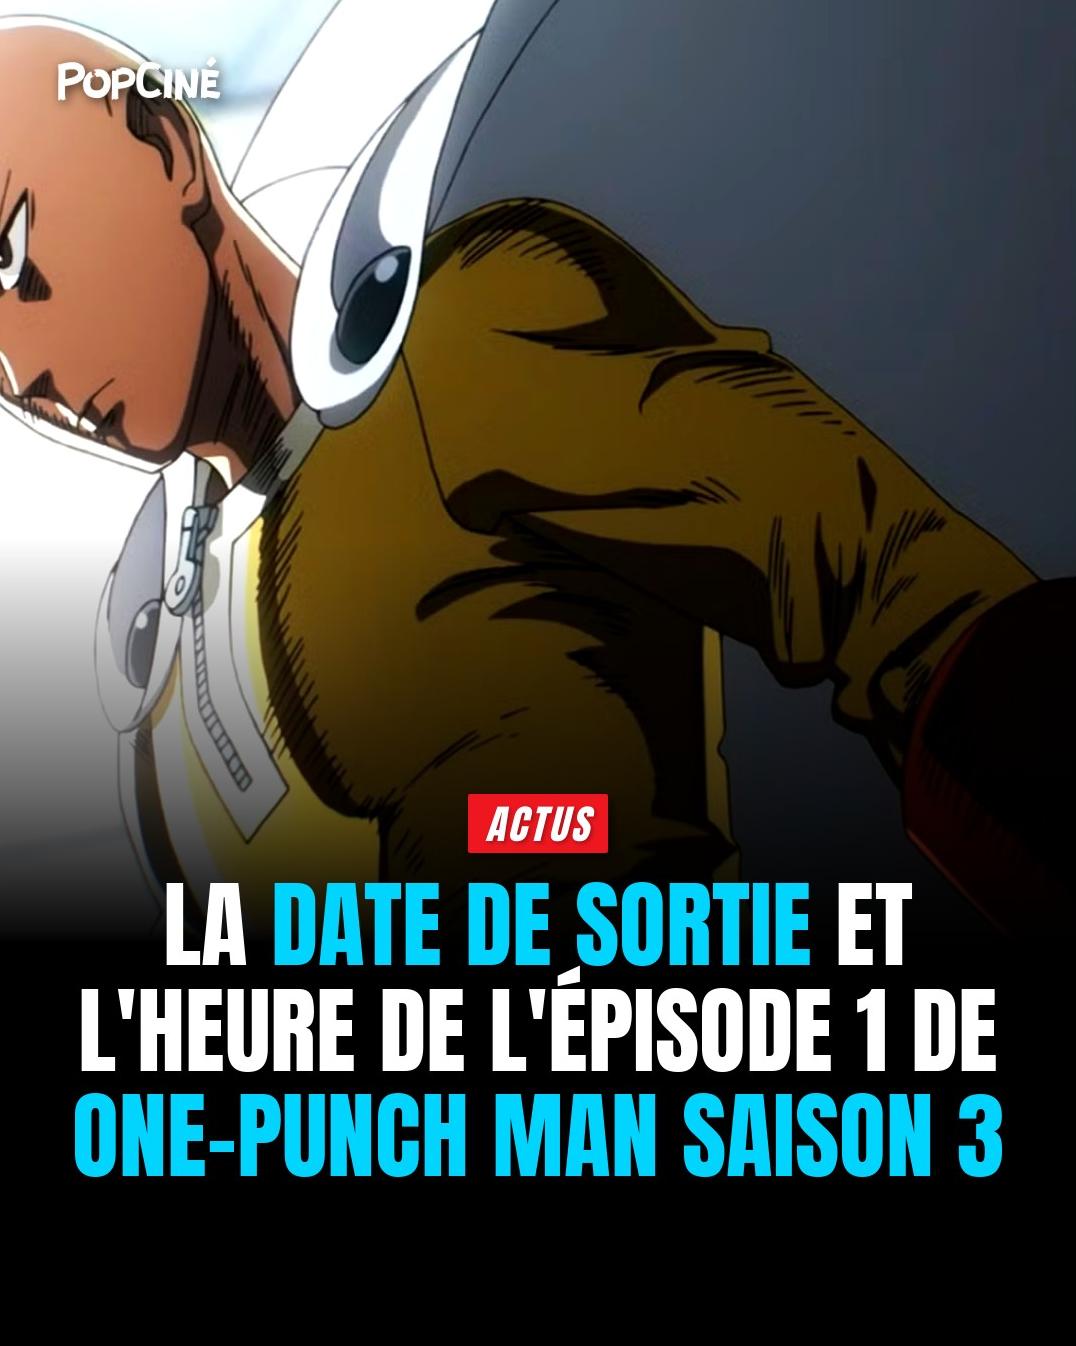 POPCINÉ
ACTUS
LA DATE DE SORTIE ET
L'HEURE DE L'ÉPISODE 1 DE
ONE-PUNCH MAN SAISON 3